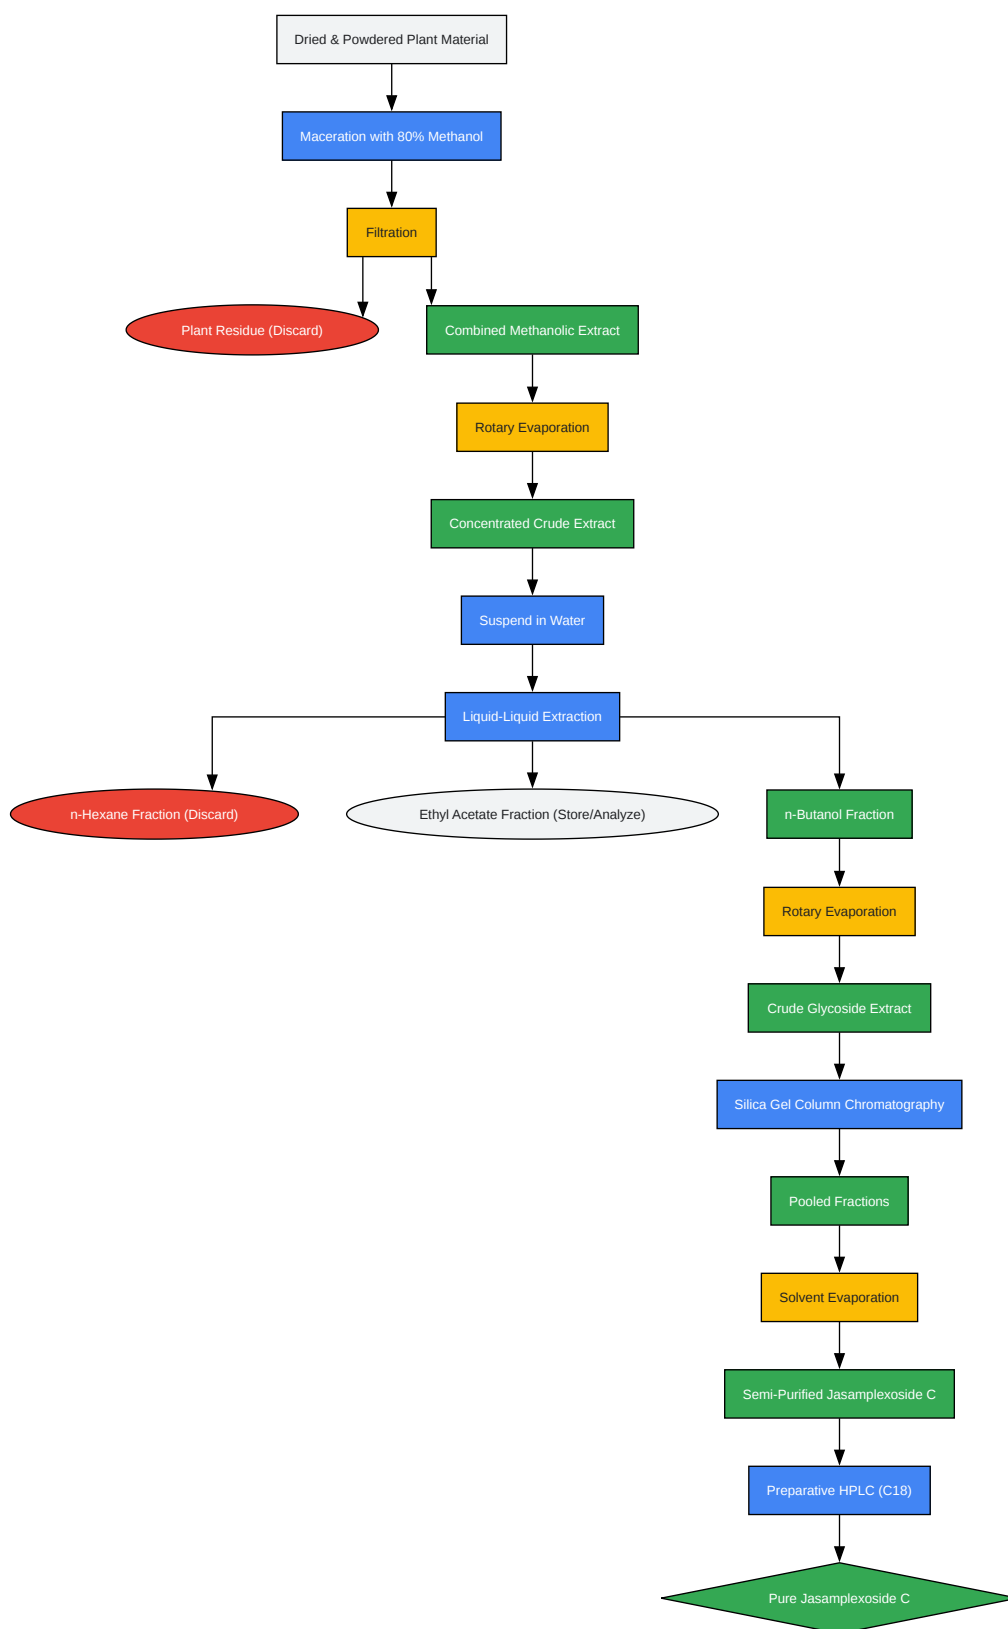 Dried & Powdered Plant Material
Maceration with 80% Methanol
Filtration
Plant Residue (Discard)
Combined Methanolic Extract
Rotary Evaporation
Concentrated Crude Extract
Suspend in Water
Liquid-Liquid Extraction
n-Hexane Fraction (Discard)
Ethyl Acetate Fraction (Store/Analyze)
n-Butanol Fraction
Rotary Evaporation
Crude Glycoside Extract
Silica Gel Column Chromatography
Pooled Fractions
Solvent Evaporation
Semi-Purified Jasamplexoside C
Preparative HPLC (C18)
Pure Jasamplexoside C